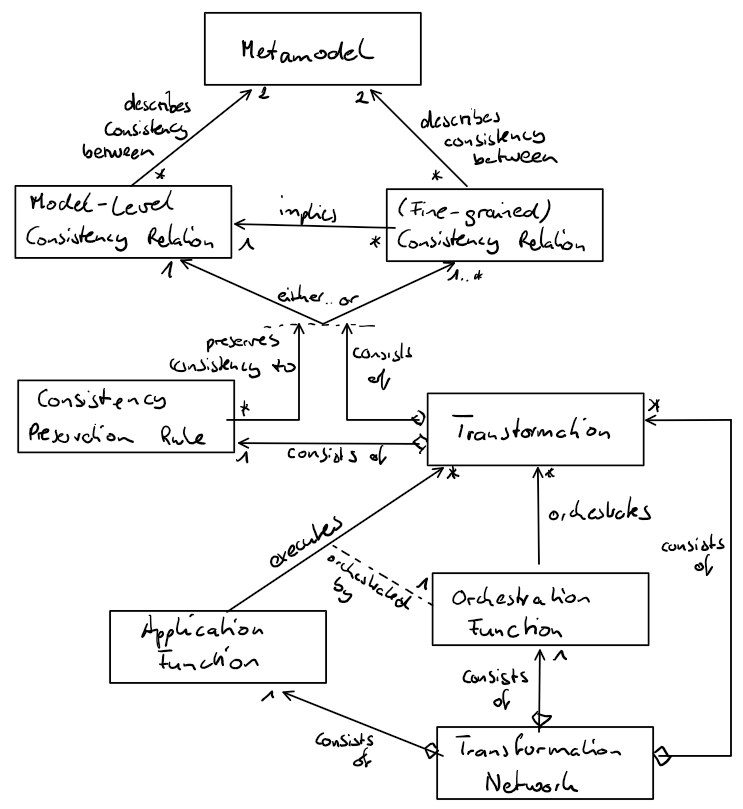 Metamodel
2
2
describes
consistency
between
describes
consistency
between
*
*
Model-Level
Consistency Relation
implies
1
*
(Fine-grained)
Consistency Relation
1
1..*
either..or
preserves
consistency to
consists
of
Consistency
Preservation Rule
*
1
consists of
Transformation
*
*
*
executes
orchestrates
consists
of
orchestrated
by
1
Orchestration
Function
Application
Function
1
consists
of
1
consists
of
Transformation
Network